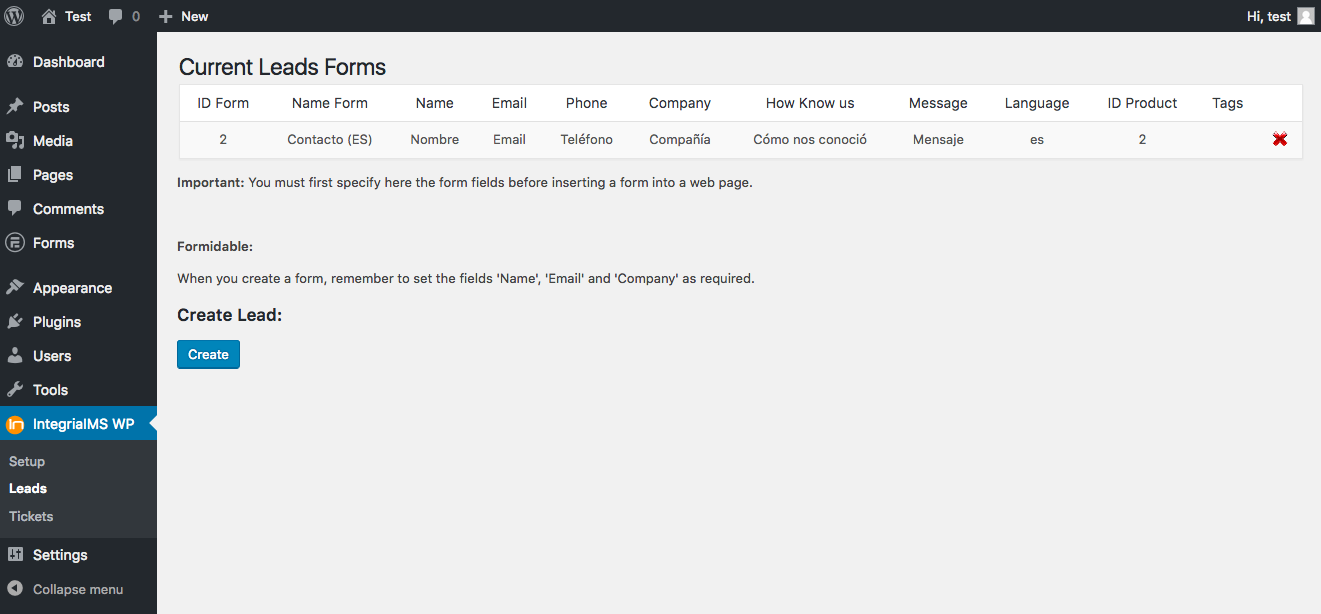 Test 0 New Hi, test
Dashboard
Posts
Media
Pages
Comments
Forms
Appearance
Plugins
Users
Tools
IntegriaIMS WP
Setup
Leads
Tickets
Settings
Collapse menu
Current Leads Forms
ID Form Name Form Name Email Phone Company How Know us Message Language ID Product Tags
2 Contacto (ES) Nombre Email Teléfono Compañía Cómo nos conoció Mensaje es 2
Important: You must first specify here the form fields before inserting a form into a web page.
Formidable:
When you create a form, remember to set the fields 'Name', 'Email' and 'Company' as required.
Create Lead:
Create